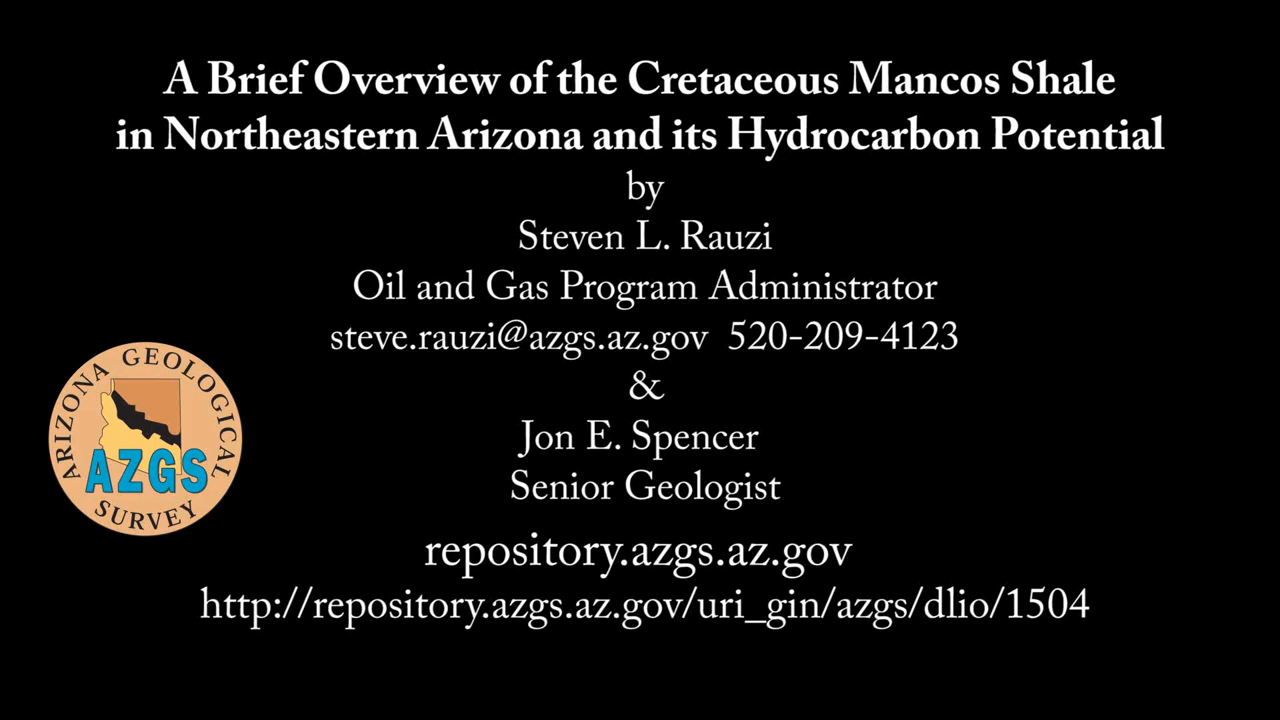 A Brief Overview of the Cretaceous Mancos Shale
in Northeastern Arizona and its Hydrocarbon Potential
by
Steven L. Rauzi
Oil and Gas Program Administrator
steve.rauzi@azgs.az.gov 520-209-4123
&
Jon E. Spencer
Senior Geologist
ARIZONA GEOLOGICAL
AZGS
SURVEY
repository.azgs.az.gov
http://repository.azgs.az.gov/uri_gin/azgs/dlio/1504